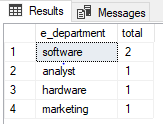 Results Messages
e_department total
1 software 2
2 analyst 1
3 hardware 1
4 marketing 1